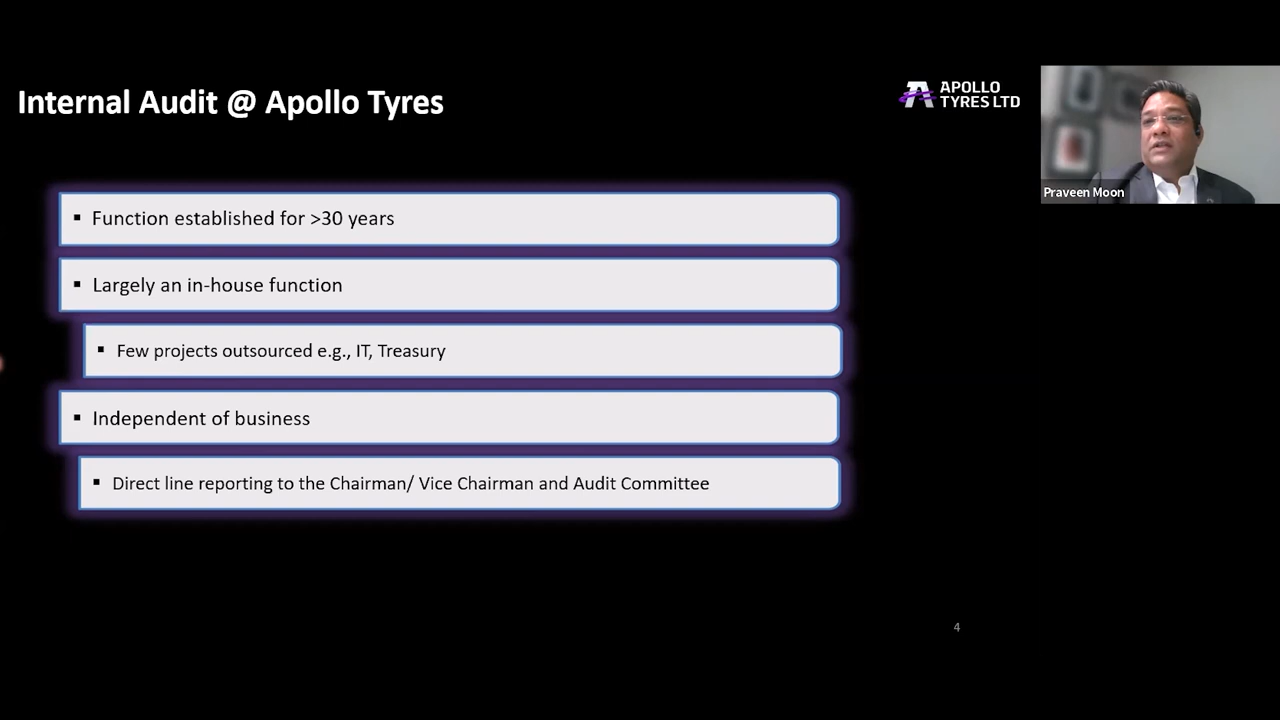 Internal Audit @ Apollo Tyres
APOLLO
TYRES LTD
Praveen Moon
▪ Function established for >30 years
▪ Largely an in-house function
▪ Few projects outsourced e.g., IT, Treasury
▪ Independent of business
▪ Direct line reporting to the Chairman/ Vice Chairman and Audit Committee
4